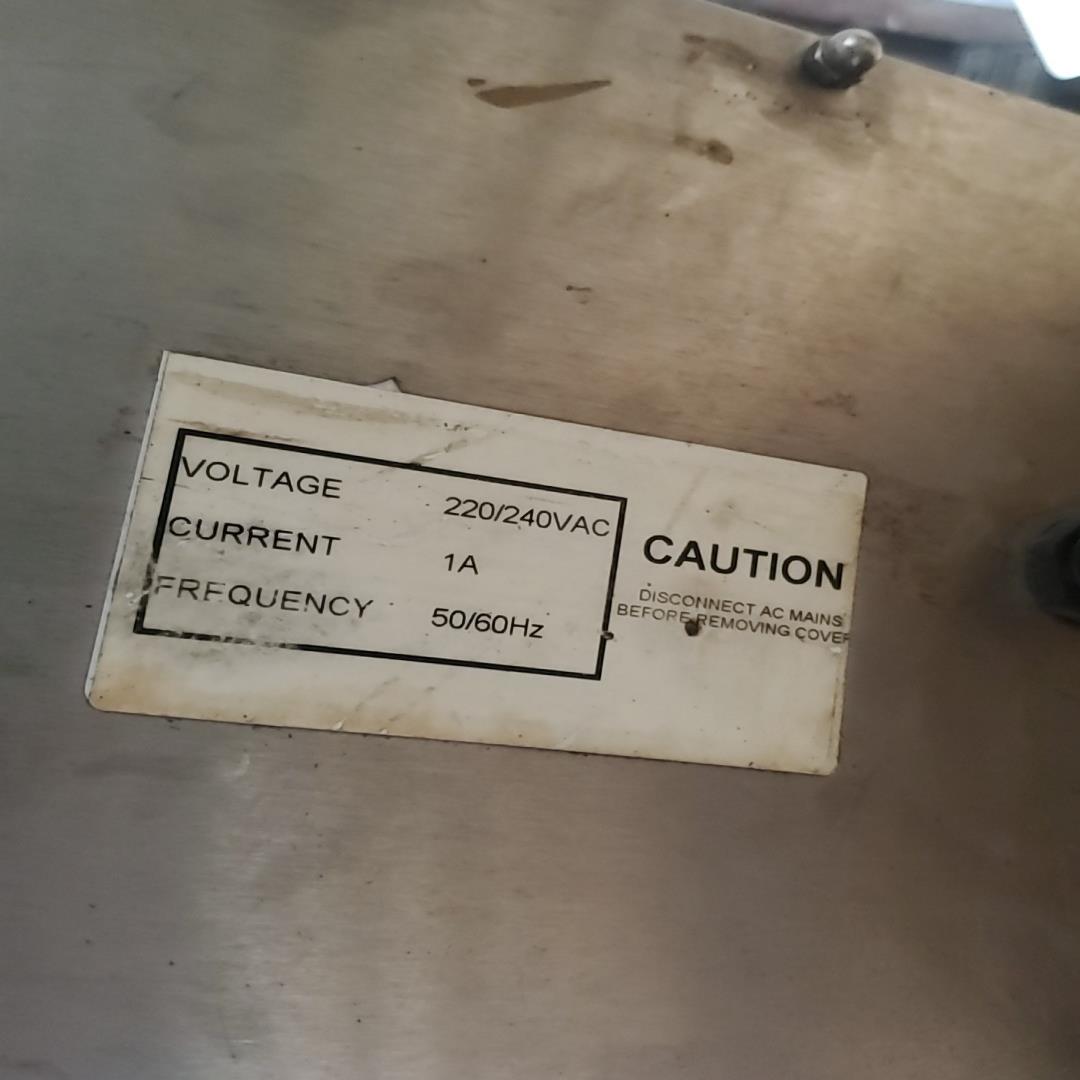 VOLTAGE 220/240VAC
CURRENT 1A
FREQUENCY 50/60Hz
CAUTION
DISCONNECT AC MAINS
BEFORE REMOVING COVER